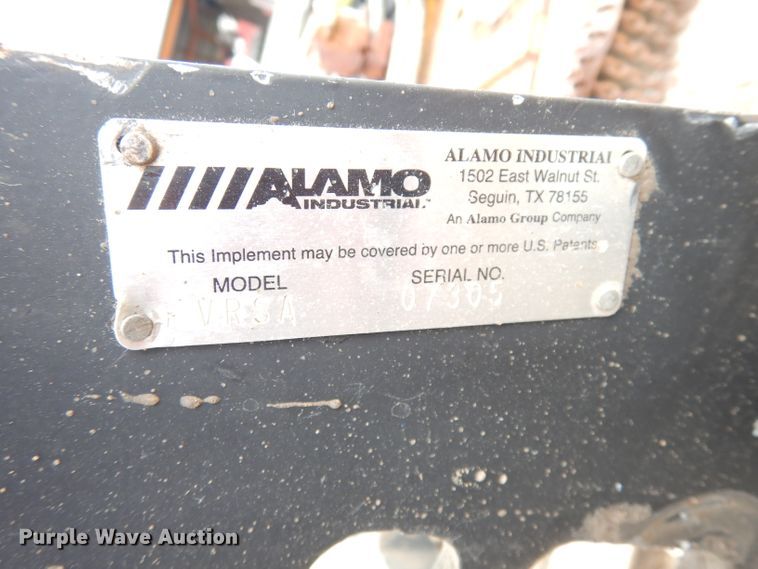 ALAMO INDUSTRIAL
ALAMO INDUSTRIAL
1502 East Walnut St.
Seguin, TX 78155
An Alamo Group Company
This Implement may be covered by one or more U.S. Patents
MODEL
SERIAL NO.
07305
Purple Wave Auction®